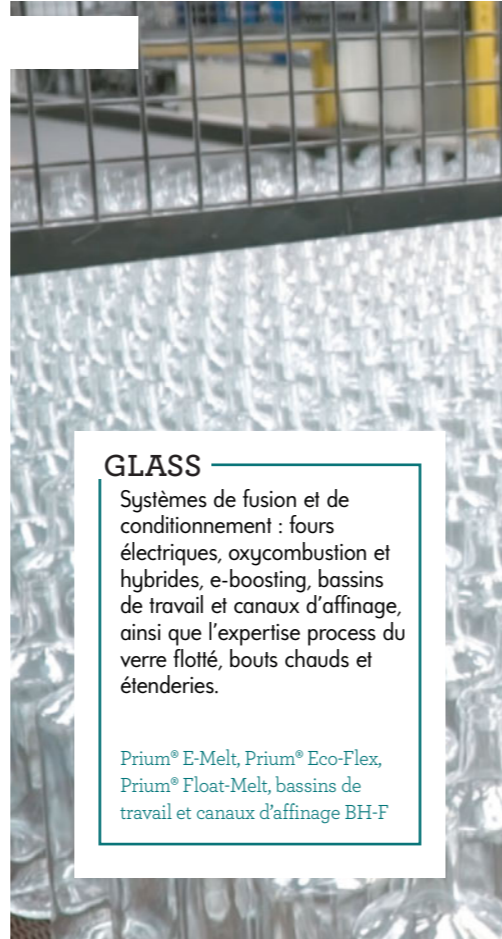 GLASS
Systèmes de fusion et de
conditionnement : fours
électriques, oxycombustion et
hybrides, e-boosting, bassins
de travail et canaux d’affinage,
ainsi que l’expertise process du
verre flotté, bouts chauds et
étenderies.
Prium® E-Melt, Prium® Eco-Flex,
Prium® Float-Melt, bassins de
travail et canaux d’affinage BH-F